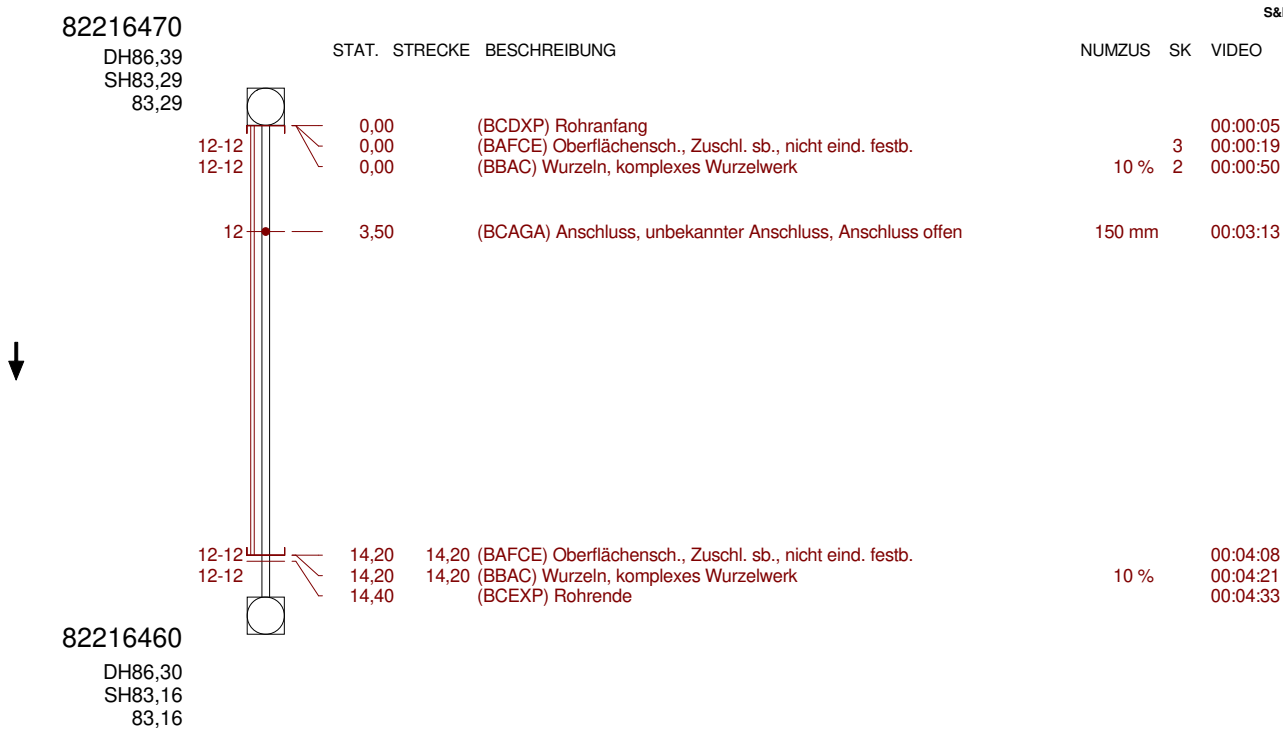 S&
82216470
DH86,39
SH83,29
83,29
STAT. STRECKE BESCHREIBUNG NUMZUS SK VIDEO
0,00 (BCDXP) Rohranfang 00:00:05
12-12 0,00 (BAFCE) Oberflächensch., Zuschl. sb., nicht eind. festb. 3 00:00:19
12-12 0,00 (BBAC) Wurzeln, komplexes Wurzelwerk 10 % 2 00:00:50
12 3,50 (BCAGA) Anschluss, unbekannter Anschluss, Anschluss offen 150 mm 00:03:13
12-12 14,20 14,20 (BAFCE) Oberflächensch., Zuschl. sb., nicht eind. festb. 00:04:08
12-12 14,20 14,20 (BBAC) Wurzeln, komplexes Wurzelwerk 10 % 00:04:21
14,40 (BCEXP) Rohrende 00:04:33
82216460
DH86,30
SH83,16
83,16